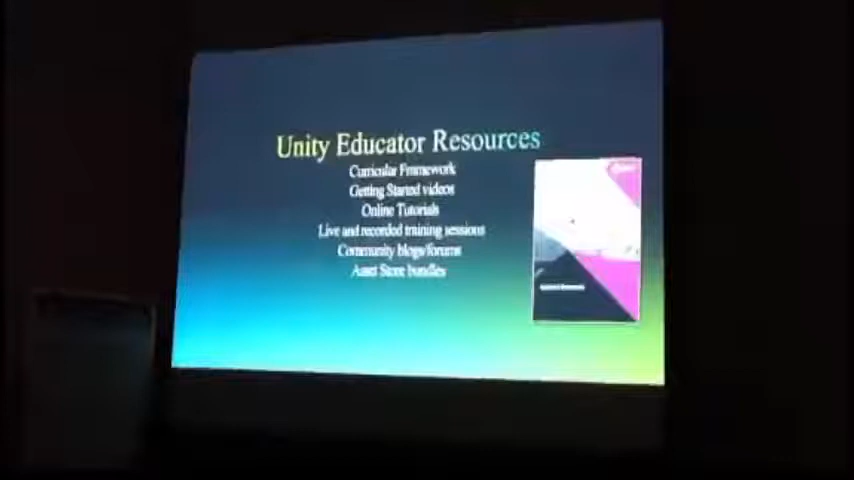 Unity Educator Resources
Curricular Framework
Getting Started videos
Online Tutorials
Live and recorded training sessions
Community blogs/forums
Asset Store bundles